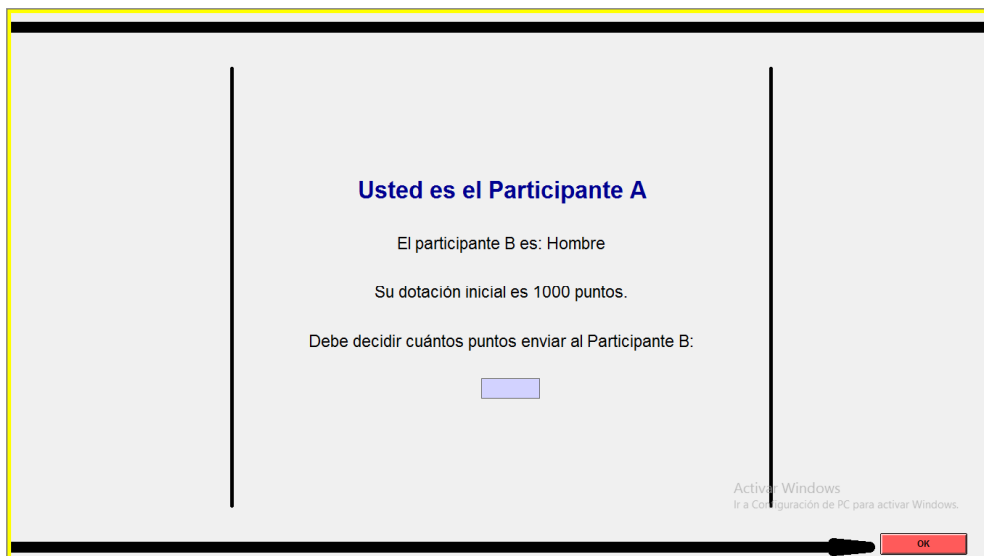 Usted es el Participante A
El participante B es: Hombre
Su dotación inicial es 1000 puntos.
Debe decidir cuántos puntos enviar al Participante B:
Activar Windows
Ir a Configuración de PC para activar Windows.
OK